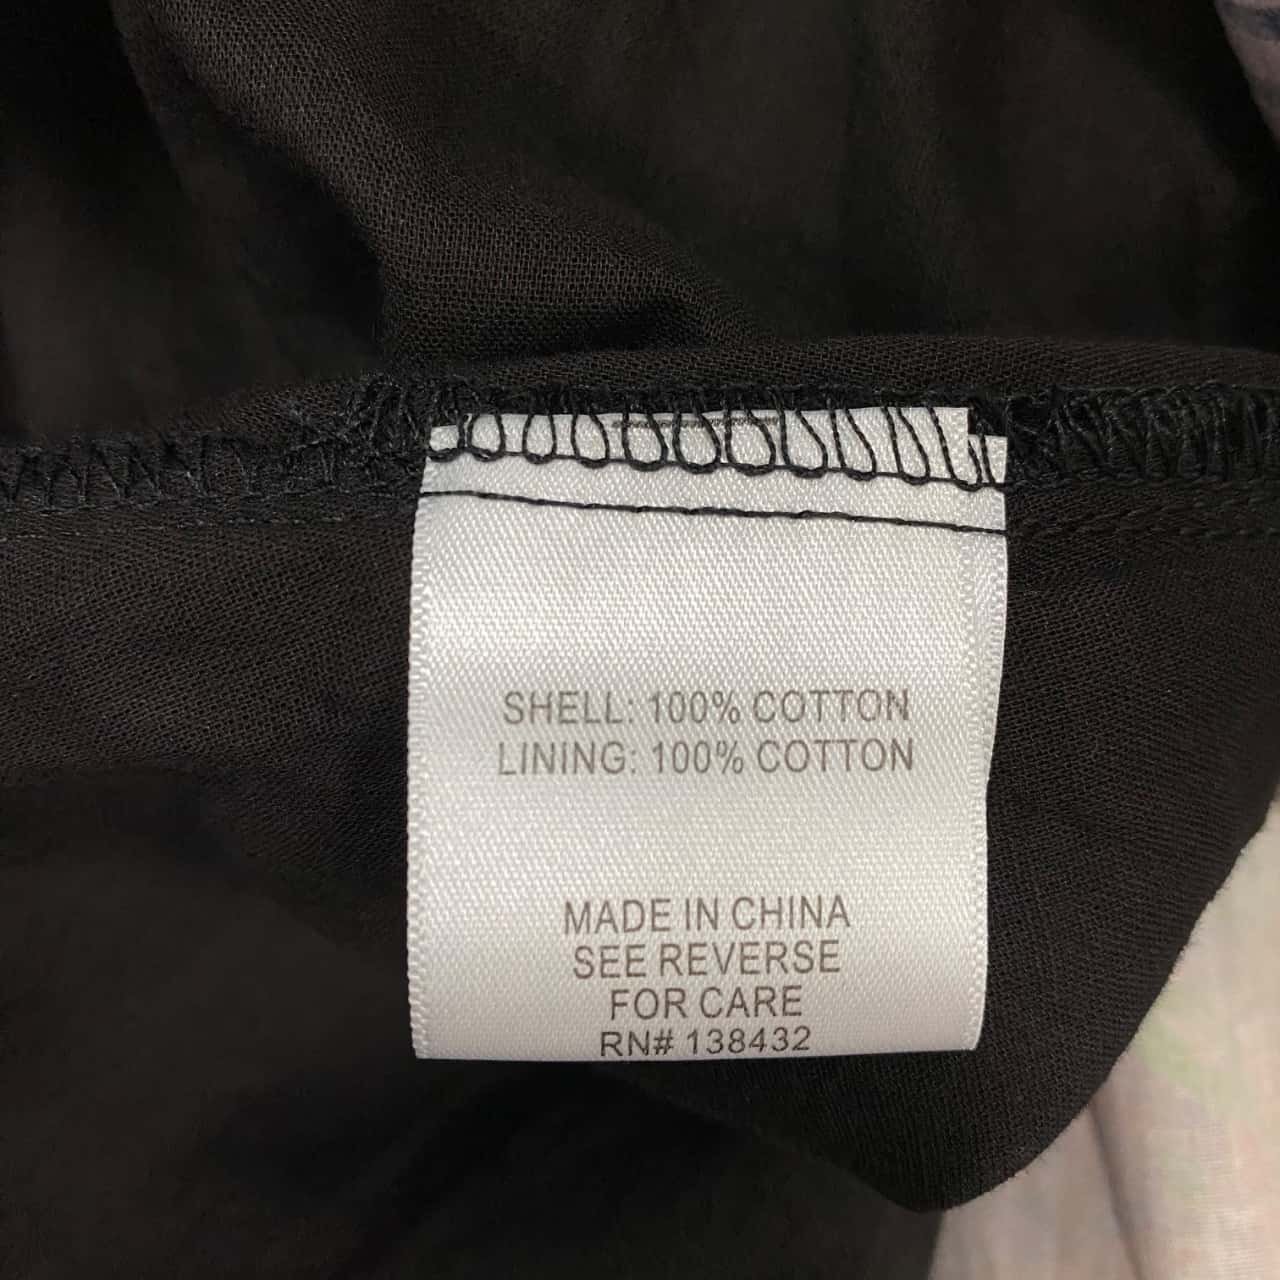 SHELL: 100% COTTON
LINING: 100% COTTON
MADE IN CHINA
SEE REVERSE
FOR CARE
RN# 138432